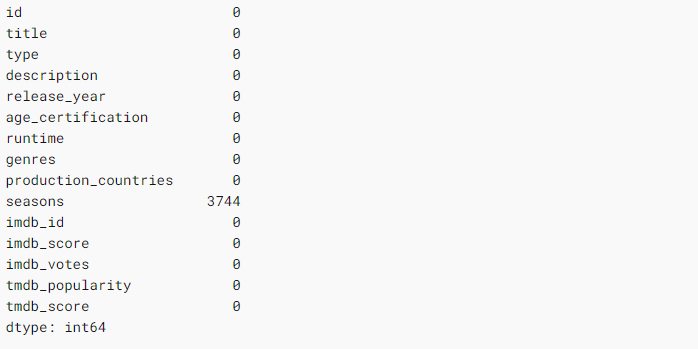 id 0
title 0
type 0
description 0
release_year 0
age_certification 0
runtime 0
genres 0
production_countries 0
seasons 3744
imdb_id 0
imdb_score 0
imdb_votes 0
tmdb_popularity 0
tmdb_score 0
dtype: int64